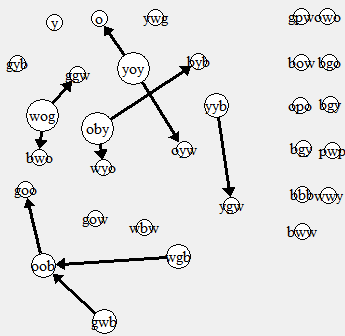 y o ywg gpw owo
gyb ggw yoy byb bow bgo
wog oby yyb opo bgy
bwo wyo oyw bgy pwp
goo ygw bbb wwy
gow wbw bww
oob wgb
gwb